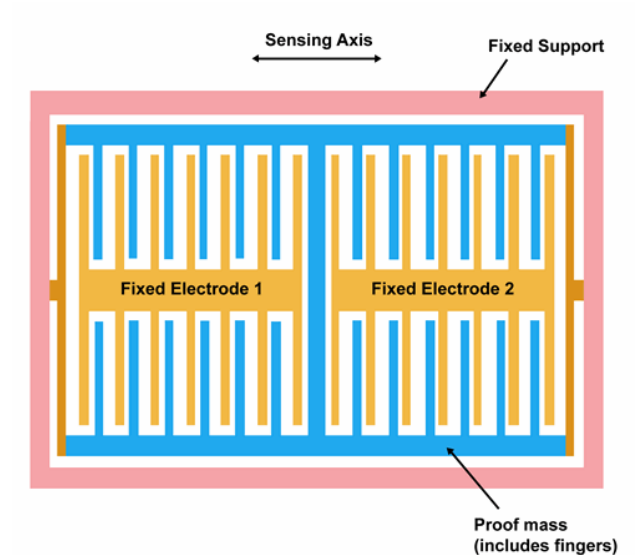 Sensing Axis
Fixed Support
Fixed Electrode 1
Fixed Electrode 2
Proof mass
(includes fingers)